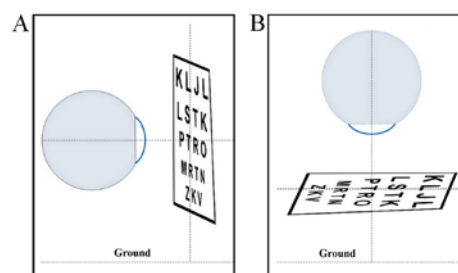 A
KLJL
LSTK
PTRO
MRTN
ZKV
Ground
B
KLJL
LSTK
PTRO
MRTN
ZKV
Ground